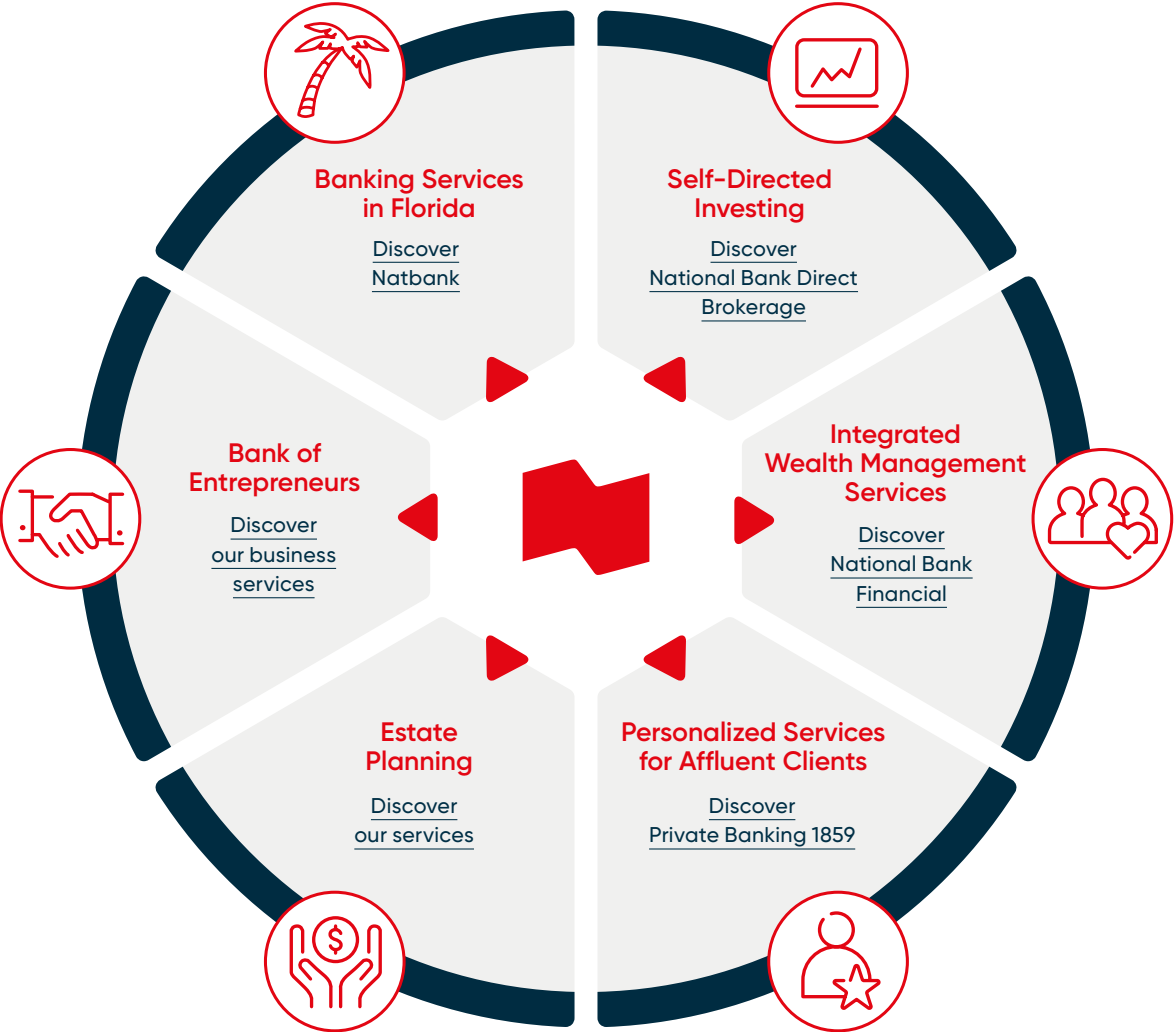 Banking Services
in Florida
Discover
Natbank
Self-Directed
Investing
Discover
National Bank Direct
Brokerage
Bank of
Entrepreneurs
Discover
our business
services
Integrated
Wealth Management
Services
Discover
National Bank
Financial
Estate
Planning
Discover
our services
$
Personalized Services
for Affluent Clients
Discover
Private Banking 1859